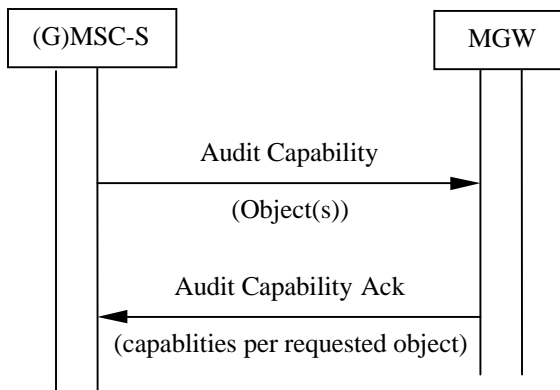 (G)MSC-S
MGW
Audit Capability
(Object(s))
Audit Capability Ack
(capablities per requested object)